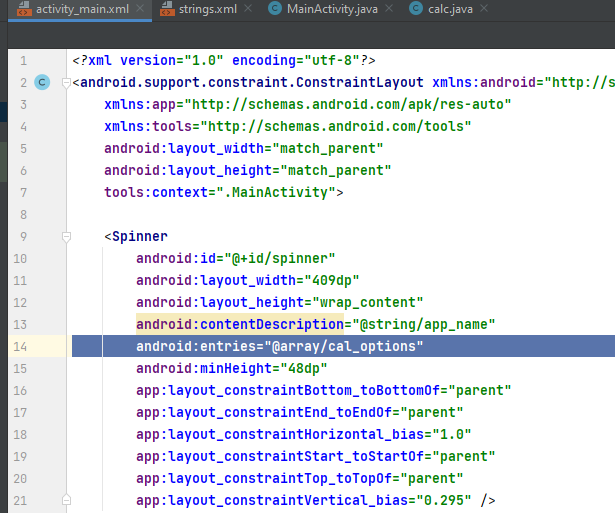 activity_main.xml × strings.xml × MainActivity.java × calc.java ×
1 <?xml version="1.0" encoding="utf-8"?>
2 C <android.support.constraint.ConstraintLayout xmlns:android="http://s
3 xmlns:app="http://schemas.android.com/apk/res-auto"
4 xmlns:tools="http://schemas.android.com/tools"
5 android:layout_width="match_parent"
6 android:layout_height="match_parent"
7 tools:context=".MainActivity">
8
9 <Spinner
10 android:id="@+id/spinner"
11 android:layout_width="409dp"
12 android:layout_height="wrap_content"
13 android:contentDescription="@string/app_name"
14 android:entries="@array/cal_options"
15 android:minHeight="48dp"
16 app:layout_constraintBottom_toBottomOf="parent"
17 app:layout_constraintEnd_toEndOf="parent"
18 app:layout_constraintHorizontal_bias="1.0"
19 app:layout_constraintStart_toStartOf="parent"
20 app:layout_constraintTop_toTopOf="parent"
21 app:layout_constraintVertical_bias="0.295" />